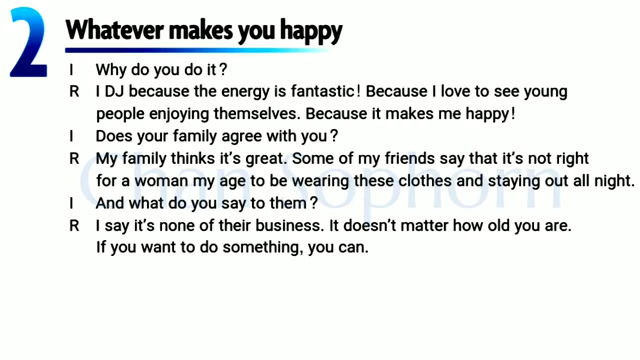 2 Whatever makes you happy
I Why do you do it?
R I DJ because the energy is fantastic! Because I love to see young
people enjoying themselves. Because it makes me happy!
I Does your family agree with you?
R My family thinks it's great. Some of my friends say that it's not right
for a woman my age to be wearing these clothes and staying out all night.
I And what do you say to them?
R I say it's none of their business. It doesn't matter how old you are.
If you want to do something, you can.
Chan Sophorn